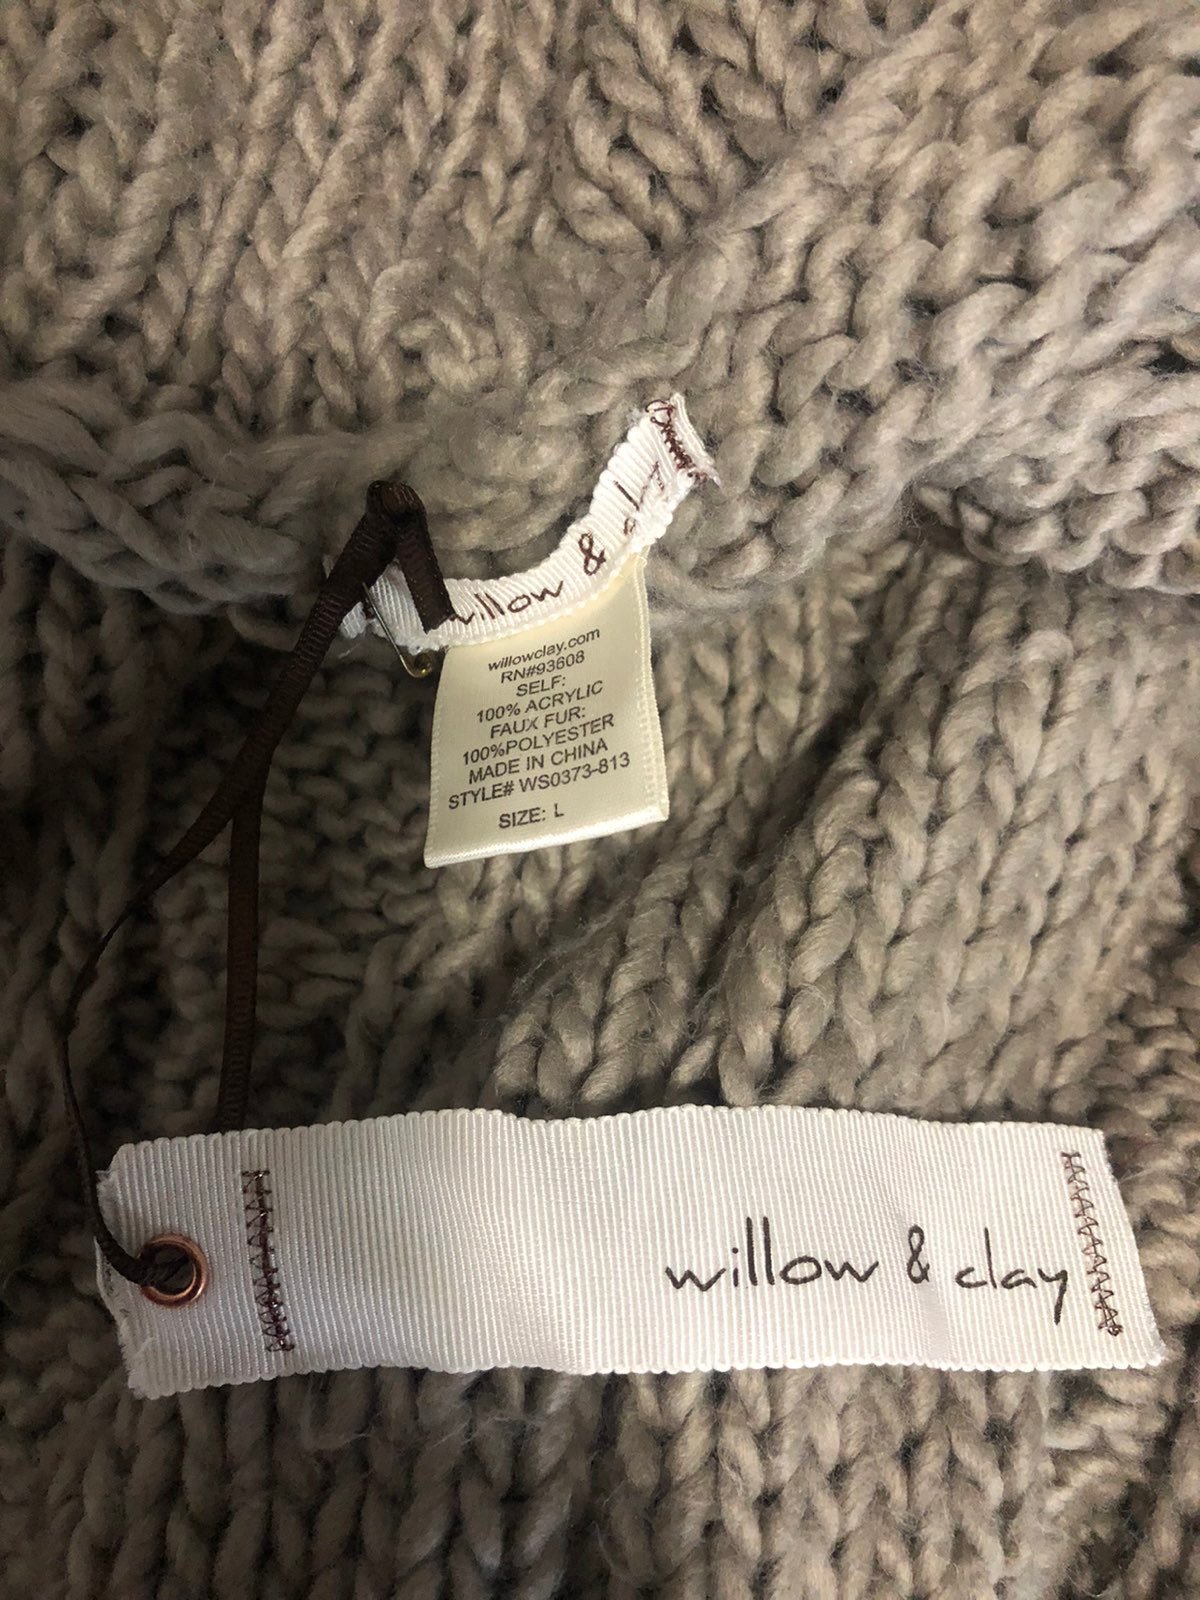 willow & clay
willowclay.com
RN#93608
SELF:
100% ACRYLIC
FAUX FUR:
100%POLYESTER
MADE IN CHINA
STYLE# WS0373-813
SIZE: L
willow & clay